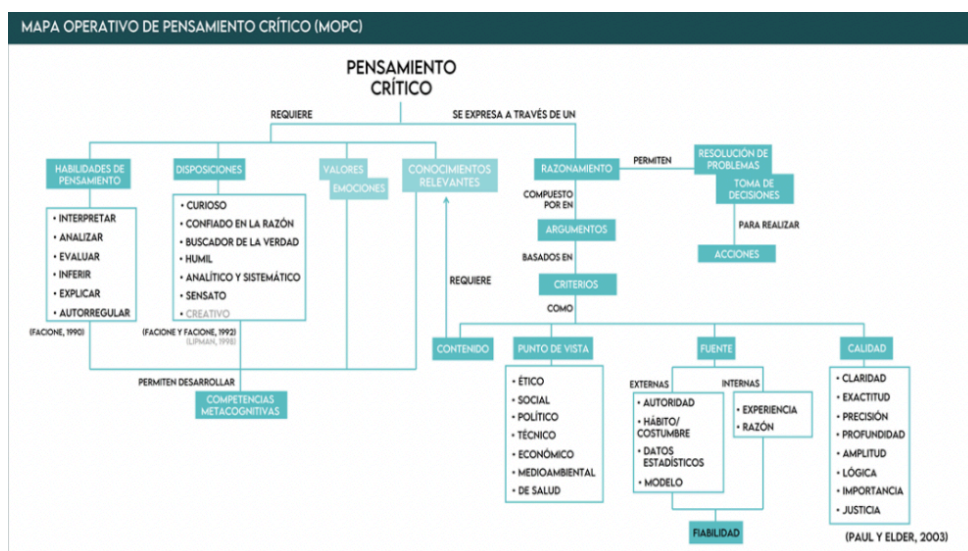 MAPA OPERATIVO DE PENSAMIENTO CRÍTICO (MOPC)
PENSAMIENTO
CRÍTICO
REQUIERE
SE EXPRESA A TRAVÉS DE UN
HABILIDADES DE
PENSAMIENTO
DISPOSICIONES
VALORES
EMOCIONES
CONOCIMIENTOS
RELEVANTES
RAZONAMIENTO
PERMITEN
RESOLUCIÓN DE
PROBLEMAS
TOMA DE
DECISIONES
PARA REALIZAR
ACCIONES
• INTERPRETAR
• ANALIZAR
• EVALUAR
• INFERIR
• EXPLICAR
• AUTORREGULAR
(FACIONE, 1990)
• CURIOSO
• CONFIADO EN LA RAZÓN
• BUSCADOR DE LA VERDAD
• HUMIL
• ANALÍTICO Y SISTEMÁTICO
• SENSATO
• CREATIVO
(FACIONE Y FACIONE, 1992)
(LIPMAN, 1998)
PERMITEN DESARROLLAR
COMPETENCIAS
METACOGNITIVAS
COMPUESTO
POR EN
ARGUMENTOS
BASADOS EN
CRITERIOS
COMO
REQUIERE
CONTENIDO
PUNTO DE VISTA
• ÉTICO
• SOCIAL
• POLÍTICO
• TÉCNICO
• ECONÓMICO
• MEDIOAMBIENTAL
• DE SALUD
FUENTE
EXTERNAS
INTERNAS
• AUTORIDAD
• HÁBITO/
COSTUMBRE
• DATOS
ESTADÍSTICOS
• MODELO
• EXPERIENCIA
• RAZÓN
FIABILIDAD
CALIDAD
• CLARIDAD
• EXACTITUD
• PRECISIÓN
• PROFUNDIDAD
• AMPLITUD
• LÓGICA
• IMPORTANCIA
• JUSTICIA
(PAUL Y ELDER, 2003)